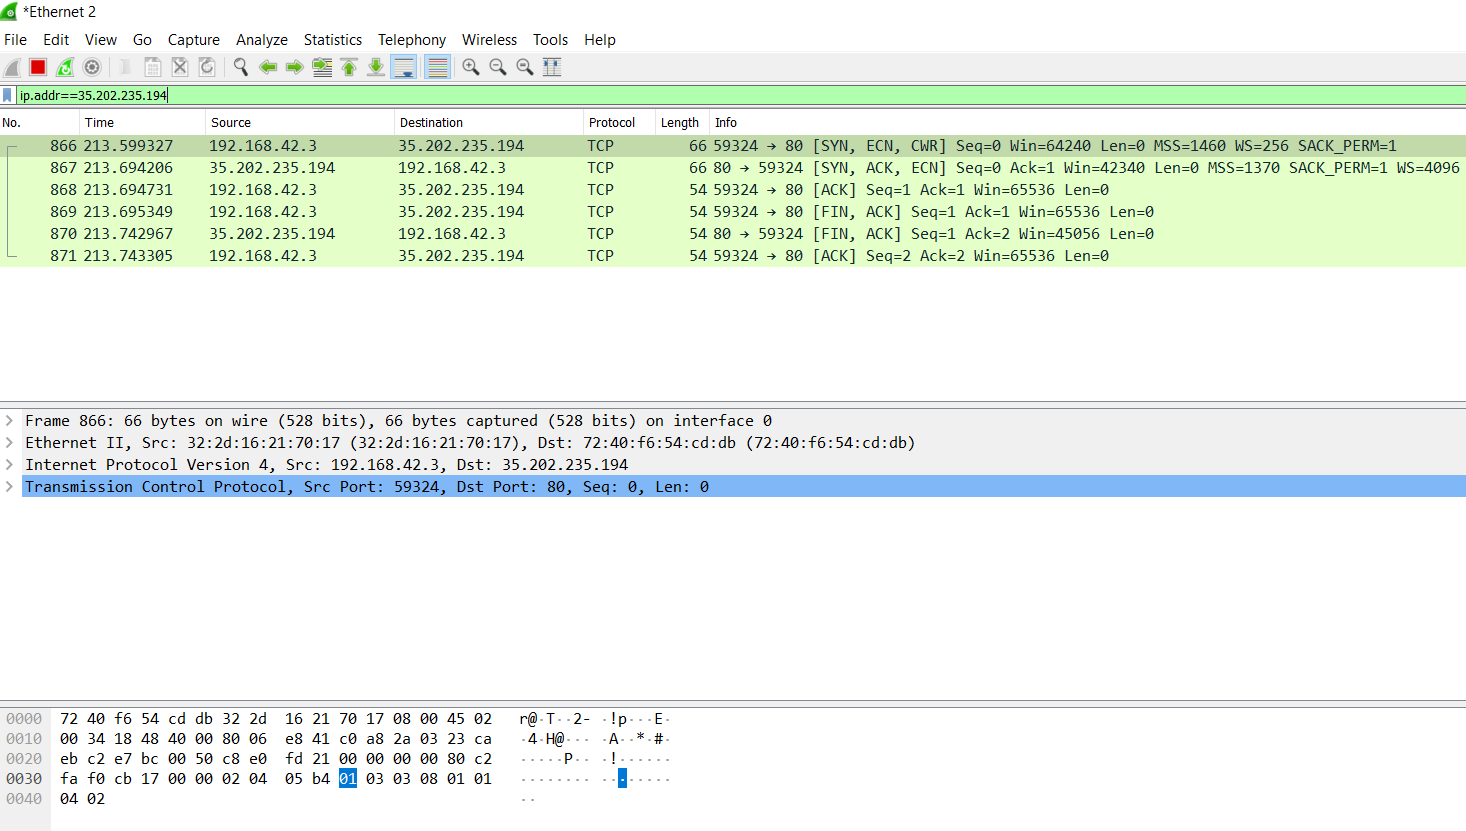 *Ethernet 2
File Edit View Go Capture Analyze Statistics Telephony Wireless Tools Help
ip.addr==35.202.235.194
No. Time Source Destination Protocol Length Info
866 213.599327 192.168.42.3 35.202.235.194 TCP 66 59324 → 80 [SYN, ECN, CWR] Seq=0 Win=64240 Len=0 MSS=1460 WS=256 SACK_PERM=1
867 213.694206 35.202.235.194 192.168.42.3 TCP 66 80 → 59324 [SYN, ACK, ECN] Seq=0 Ack=1 Win=42340 Len=0 MSS=1370 SACK_PERM=1 WS=4096
868 213.694731 192.168.42.3 35.202.235.194 TCP 54 59324 → 80 [ACK] Seq=1 Ack=1 Win=65536 Len=0
869 213.695349 192.168.42.3 35.202.235.194 TCP 54 59324 → 80 [FIN, ACK] Seq=1 Ack=1 Win=65536 Len=0
870 213.742967 35.202.235.194 192.168.42.3 TCP 54 80 → 59324 [FIN, ACK] Seq=1 Ack=2 Win=45056 Len=0
871 213.743305 192.168.42.3 35.202.235.194 TCP 54 59324 → 80 [ACK] Seq=2 Ack=2 Win=65536 Len=0
Frame 866: 66 bytes on wire (528 bits), 66 bytes captured (528 bits) on interface 0
Ethernet II, Src: 32:2d:16:21:70:17 (32:2d:16:21:70:17), Dst: 72:40:f6:54:cd:db (72:40:f6:54:cd:db)
Internet Protocol Version 4, Src: 192.168.42.3, Dst: 35.202.235.194
Transmission Control Protocol, Src Port: 59324, Dst Port: 80, Seq: 0, Len: 0
0000 72 40 f6 54 cd db 32 2d 16 21 70 17 08 00 45 02 r@·T··2- ·!p···E·
0010 00 34 18 48 40 00 80 06 e8 41 c0 a8 2a 03 23 ca ·4·H@··· ·A··*·#·
0020 eb c2 e7 bc 00 50 c8 e0 fd 21 00 00 00 00 80 c2 ·····P·· ·!······
0030 fa f0 cb 17 00 00 02 04 05 b4 01 03 03 08 01 01 ········ ········
0040 04 02 ··